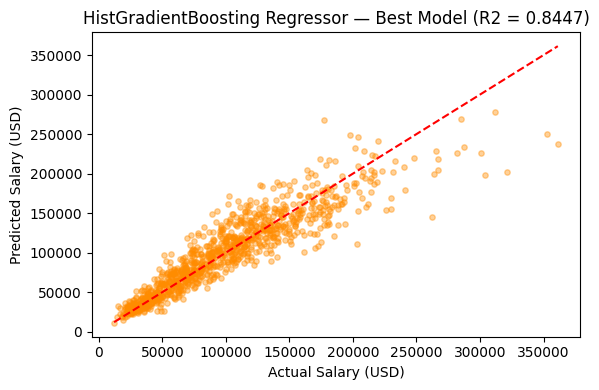 HistGradientBoosting Regressor — Best Model (R2 = 0.8447)
350000
300000
250000
200000
150000
100000
50000
0
Predicted Salary (USD)
0 50000 100000 150000 200000 250000 300000 350000
Actual Salary (USD)